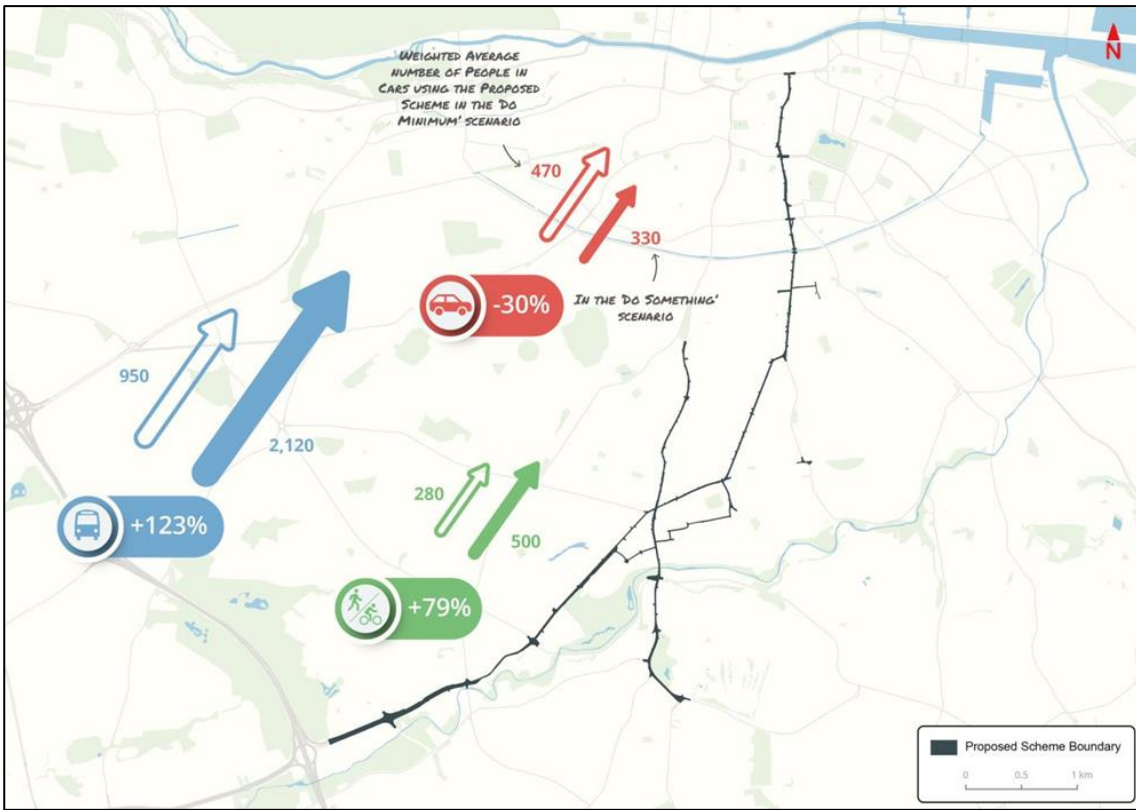 WEIGHTED AVERAGE
NUMBER OF PEOPLE IN
CARS USING THE PROPOSED
SCHEME IN THE 'DO
MINIMUM' SCENARIO
N
470
330
-30%
IN THE 'DO SOMETHING'
SCENARIO
950
2,120
+123%
280
500
+79%
Proposed Scheme Boundary
0 0.5 1 km